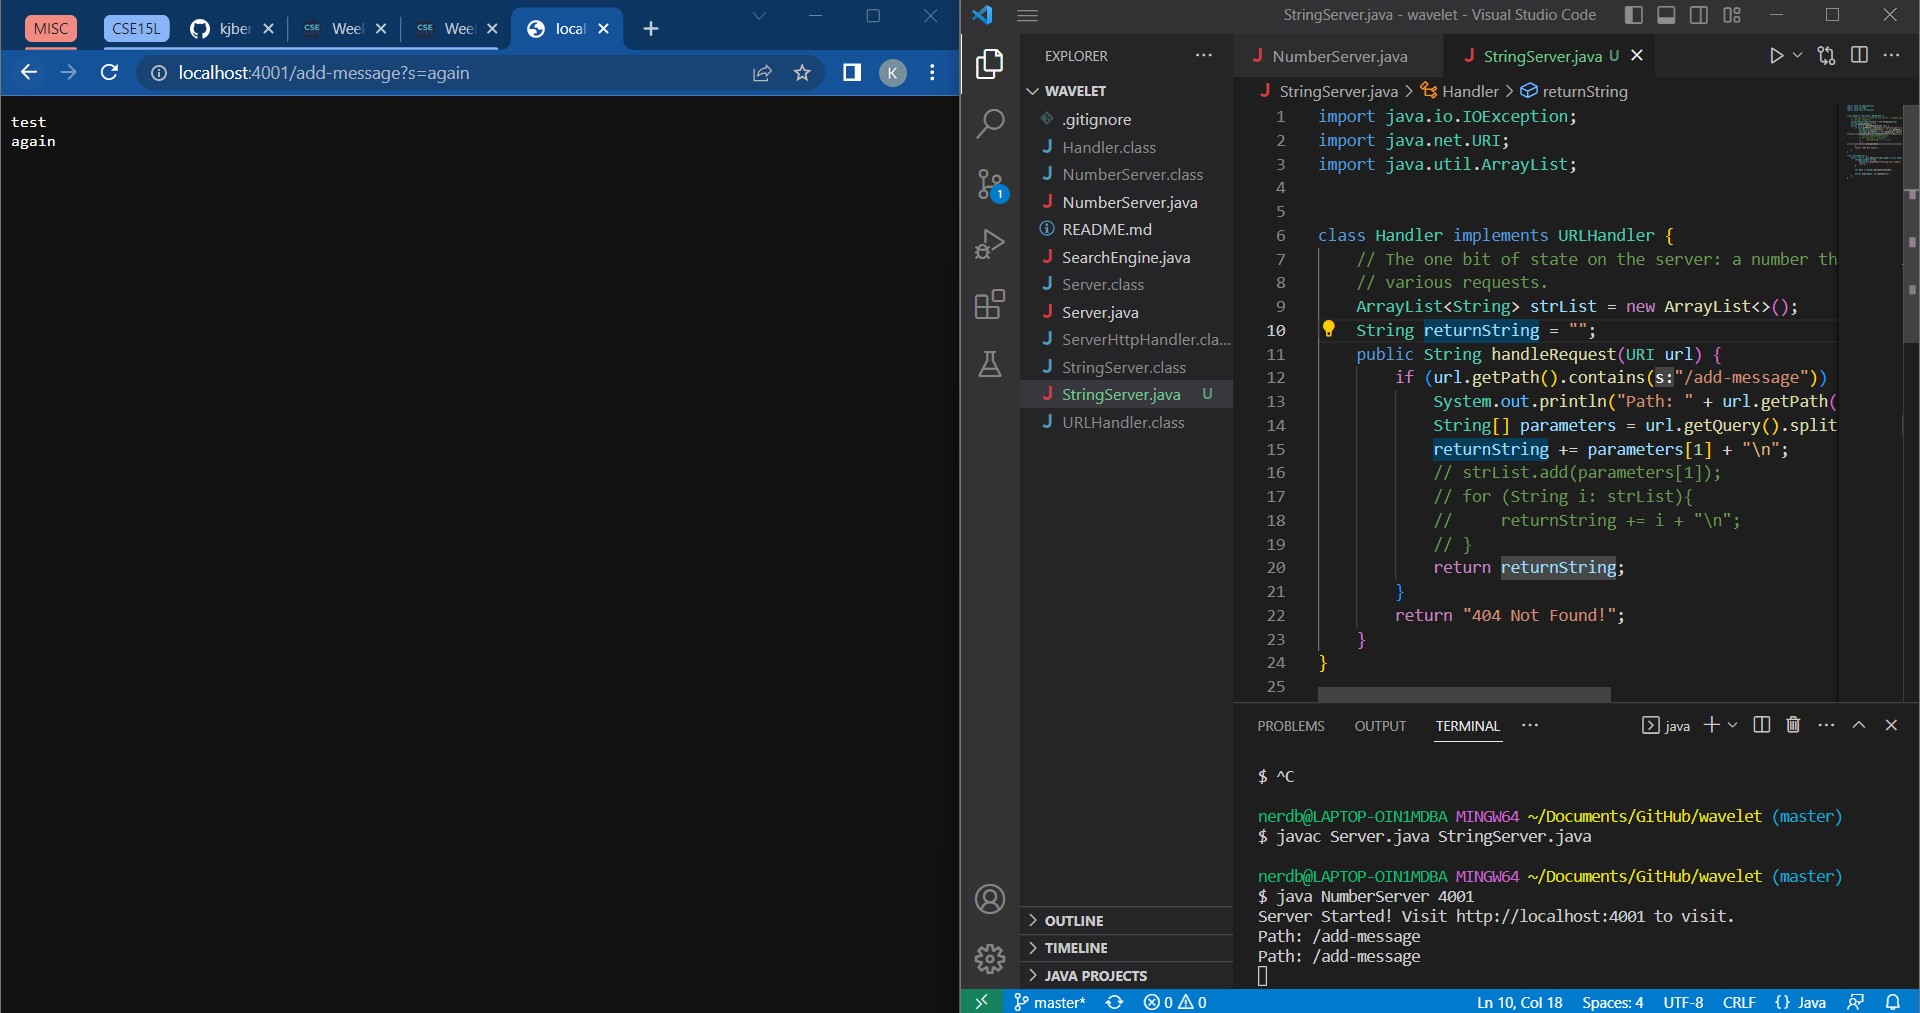 MISC
CSE15L
kjber
Week
Wee
local
localhost:4001/add-message?s=again
K
test
again
StringServer.java - wavelet - Visual Studio Code
EXPLORER
WAVELET
.gitignore
Handler.class
NumberServer.class
NumberServer.java
README.md
SearchEngine.java
Server.class
Server.java
ServerHttpHandler.cla...
StringServer.class
StringServer.java U
URLHandler.class
OUTLINE
TIMELINE
JAVA PROJECTS
1
NumberServer.java
StringServer.java U
StringServer.java > Handler > returnString
1 import java.io.IOException;
2 import java.net.URI;
3 import java.util.ArrayList;
4
5
6 class Handler implements URLHandler {
7 // The one bit of state on the server: a number th
8 // various requests.
9 ArrayList<String> strList = new ArrayList<>();
10 String returnString = "";
11 public String handleRequest(URI url) {
12 if (url.getPath().contains(s:"/add-message"))
13 System.out.println("Path: " + url.getPath(
14 String[] parameters = url.getQuery().split
15 returnString += parameters[1] + "\n";
16 // strList.add(parameters[1]);
17 // for (String i: strList){
18 //     returnString += i + "\n";
19 // }
20 return returnString;
21 }
22 return "404 Not Found!";
23 }
24 }
25
PROBLEMS OUTPUT TERMINAL ··· java
$ ^C
nerdb@LAPTOP-OIN1MDBA MINGW64 ~/Documents/GitHub/wavelet (master)
$ javac Server.java StringServer.java
nerdb@LAPTOP-OIN1MDBA MINGW64 ~/Documents/GitHub/wavelet (master)
$ java NumberServer 4001
Server Started! Visit http://localhost:4001 to visit.
Path: /add-message
Path: /add-message
master* 0 0 Ln 10, Col 18 Spaces: 4 UTF-8 CRLF {} Java